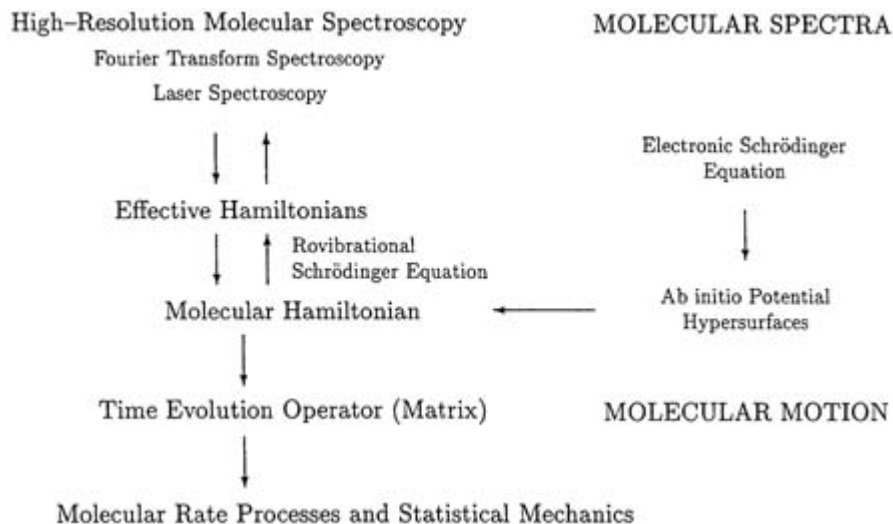 High–Resolution Molecular Spectroscopy
MOLECULAR SPECTRA
Fourier Transform Spectroscopy
Laser Spectroscopy
Electronic Schrödinger
Equation
Effective Hamiltonians
Rovibrational
Schrödinger Equation
Ab initio Potential
Hypersurfaces
Molecular Hamiltonian
Time Evolution Operator (Matrix)
MOLECULAR MOTION
Molecular Rate Processes and Statistical Mechanics